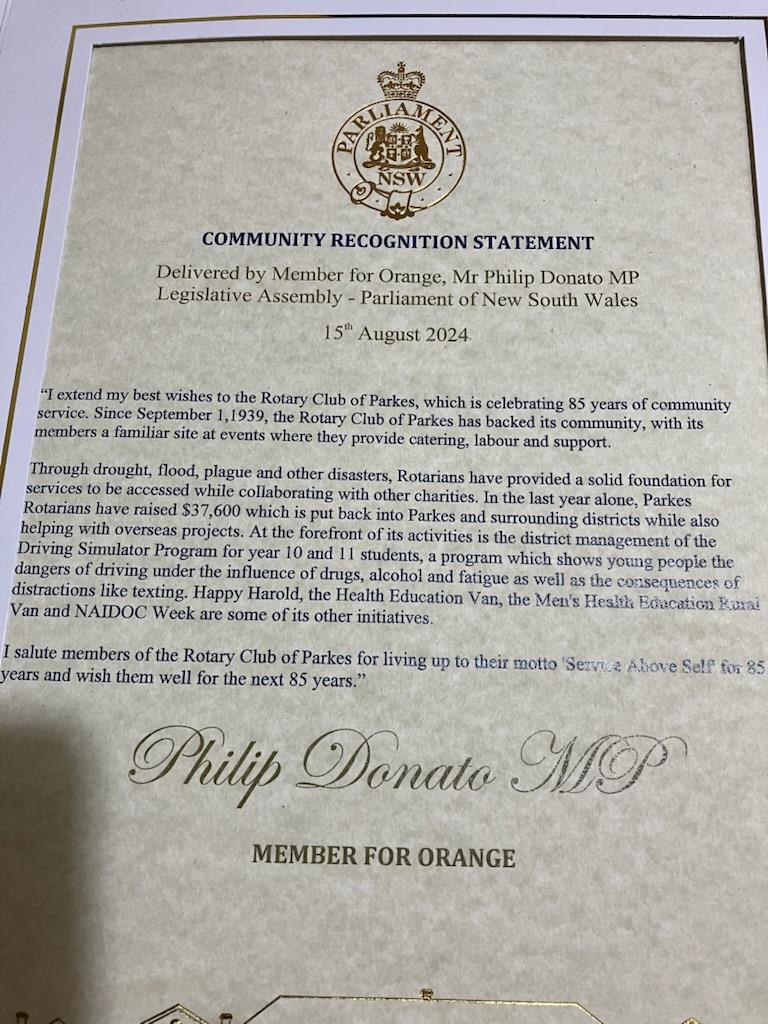 PARLIAMENT
NSW
COMMUNITY RECOGNITION STATEMENT
Delivered by Member for Orange, Mr Philip Donato MP
Legislative Assembly - Parliament of New South Wales
15th August 2024
“I extend my best wishes to the Rotary Club of Parkes, which is celebrating 85 years of community
service. Since September 1,1939, the Rotary Club of Parkes has backed its community, with its
members a familiar site at events where they provide catering, labour and support.
Through drought, flood, plague and other disasters, Rotarians have provided a solid foundation for
services to be accessed while collaborating with other charities. In the last year alone, Parkes
Rotarians have raised $37,600 which is put back into Parkes and surrounding districts while also
helping with overseas projects. At the forefront of its activities is the district management of the
Driving Simulator Program for year 10 and 11 students, a program which shows young people the
dangers of driving under the influence of drugs, alcohol and fatigue as well as the consequences of
distractions like texting. Happy Harold, the Health Education Van, the Men's Health Education Rural
Van and NAIDOC Week are some of its other initiatives.
I salute members of the Rotary Club of Parkes for living up to their motto 'Service Above Self' for 85
years and wish them well for the next 85 years.”
Philip Donato MP
MEMBER FOR ORANGE